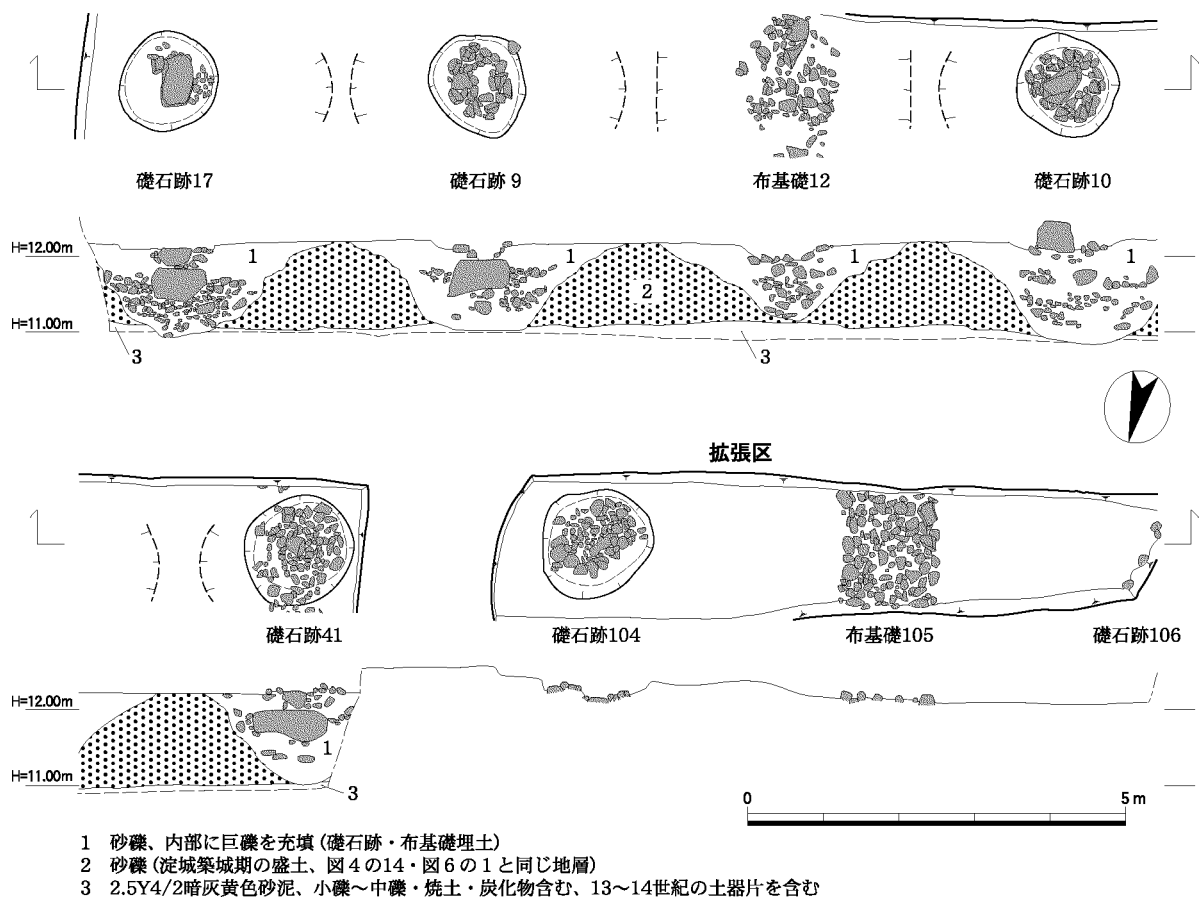 礎石跡17
礎石跡9
布基礎12
礎石跡10
H=12.00m
1
1
1
1
2
H=11.00m
3
3
拡張区
礎石跡41
礎石跡104
布基礎105
礎石跡106
H=12.00m
1
H=11.00m
3
0
5 m
1 砂礫、内部に巨礫を充填(礎石跡・布基礎埋土)
2 砂礫(淀城築城期の盛土、図4の14・図6の1と同じ地層)
3 2.5Y4/2暗灰黄色砂泥、小礫～中礫・焼土・炭化物含む、13～14世紀の土器片を含む